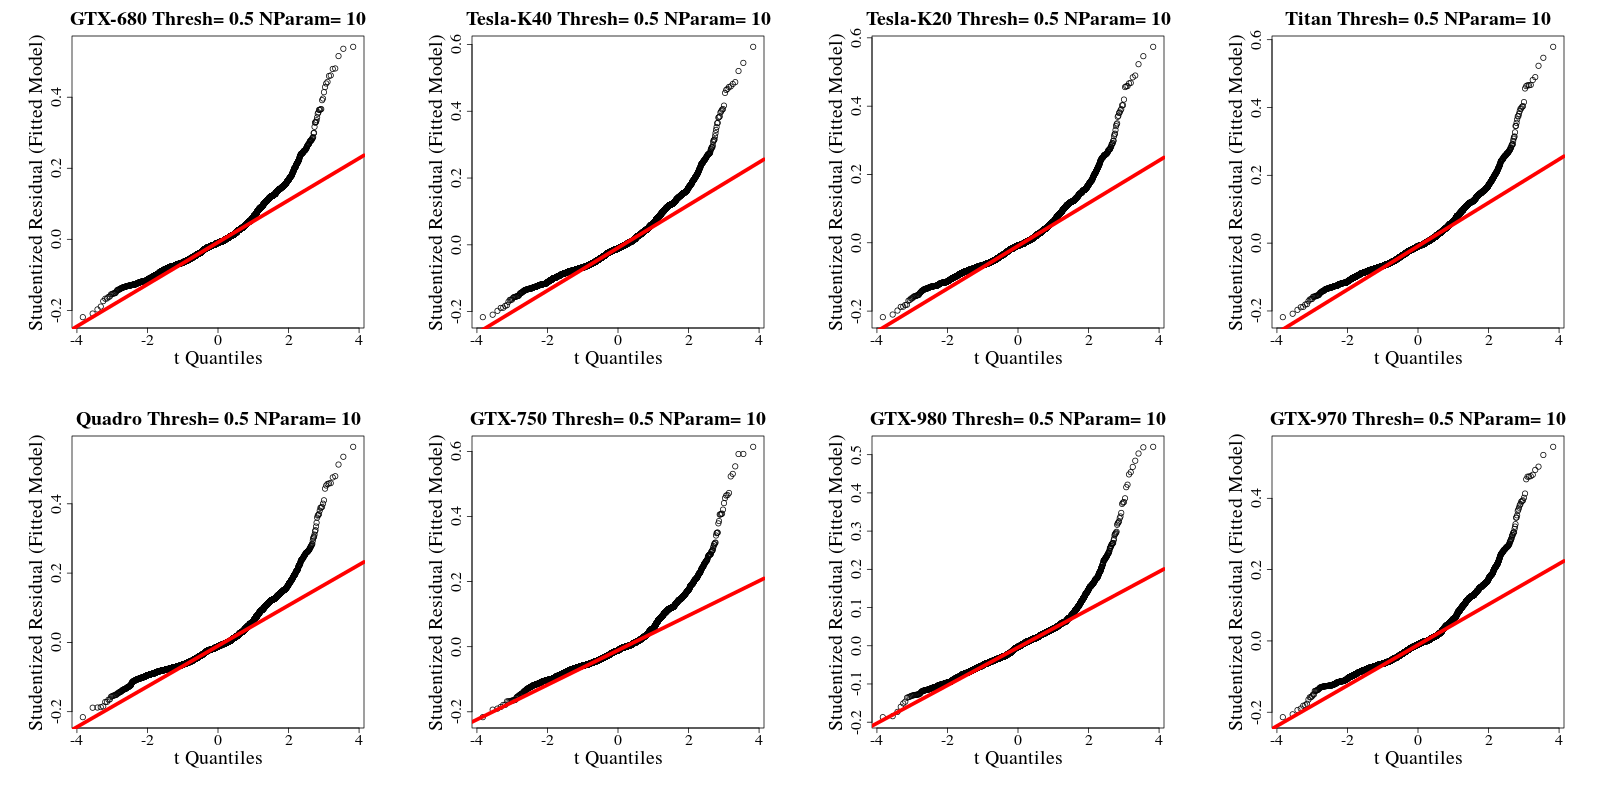 GTX-680 Thresh= 0.5 NParam= 10
Studentized Residual (Fitted Model)
-0.2 0.0 0.2 0.4
-4 -2 0 2 4
t Quantiles
Tesla-K40 Thresh= 0.5 NParam= 10
Studentized Residual (Fitted Model)
-0.2 0.0 0.2 0.4 0.6
-4 -2 0 2 4
t Quantiles
Tesla-K20 Thresh= 0.5 NParam= 10
Studentized Residual (Fitted Model)
-0.2 0.0 0.2 0.4 0.6
-4 -2 0 2 4
t Quantiles
Titan Thresh= 0.5 NParam= 10
Studentized Residual (Fitted Model)
-0.2 0.0 0.2 0.4 0.6
-4 -2 0 2 4
t Quantiles
Quadro Thresh= 0.5 NParam= 10
Studentized Residual (Fitted Model)
-0.2 0.0 0.2 0.4
-4 -2 0 2 4
t Quantiles
GTX-750 Thresh= 0.5 NParam= 10
Studentized Residual (Fitted Model)
-0.2 0.0 0.2 0.4 0.6
-4 -2 0 2 4
t Quantiles
GTX-980 Thresh= 0.5 NParam= 10
Studentized Residual (Fitted Model)
-0.2 -0.1 0.0 0.1 0.2 0.3 0.4 0.5
-4 -2 0 2 4
t Quantiles
GTX-970 Thresh= 0.5 NParam= 10
Studentized Residual (Fitted Model)
-0.2 0.0 0.2 0.4
-4 -2 0 2 4
t Quantiles